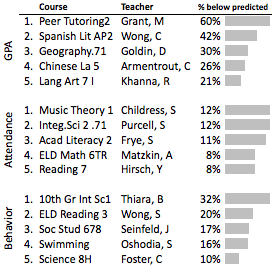 Course Teacher % below predicted
GPA
1. Peer Tutoring2 Grant, M 60%
2. Spanish Lit AP2 Wong, C 42%
3. Geography.71 Goldin, D 30%
4. Chinese La 5 Armentrout, C 26%
5. Lang Art 7 I Khanna, R 21%
Attendance
1. Music Theory 1 Childress, S 12%
2. Integ.Sci 2 .71 Purcell, S 12%
3. Acad Literacy 2 Frye, S 11%
4. ELD Math 6TR Matzkin, A 8%
5. Reading 7 Hirsch, Y 8%
Behavior
1. 10th Gr Int Sc1 Thiara, B 32%
2. ELD Reading 3 Wong, S 20%
3. Soc Stud 678 Seinfeld, J 17%
4. Swimming Oshodia, S 16%
5. Science 8H Foster, C 10%